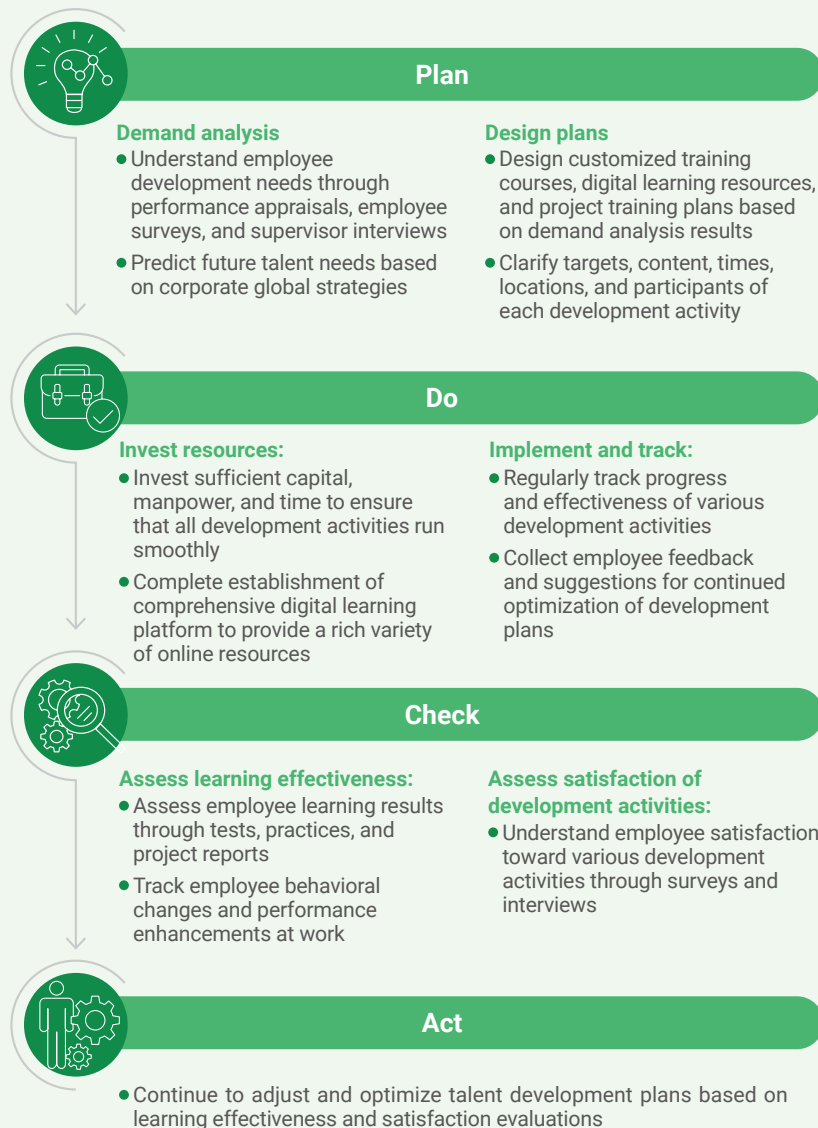 Plan
Demand analysis
Understand employee
development needs through
performance appraisals, employee
surveys, and supervisor interviews
Predict future talent needs based
on corporate global strategies
Design plans
Design customized training
courses, digital learning resources,
and project training plans based
on demand analysis results
Clarify targets, content, times,
locations, and participants of
each development activity
Do
Invest resources:
Invest sufficient capital,
manpower, and time to ensure
that all development activities run
smoothly
Complete establishment of
comprehensive digital learning
platform to provide a rich variety
of online resources
Implement and track:
Regularly track progress
and effectiveness of various
development activities
Collect employee feedback
and suggestions for continued
optimization of development
plans
Check
Assess learning effectiveness:
Assess employee learning results
through tests, practices, and
project reports
Track employee behavioral
changes and performance
enhancements at work
Assess satisfaction of
development activities:
Understand employee satisfaction
toward various development
activities through surveys and
interviews
Act
Continue to adjust and optimize talent development plans based on
learning effectiveness and satisfaction evaluations